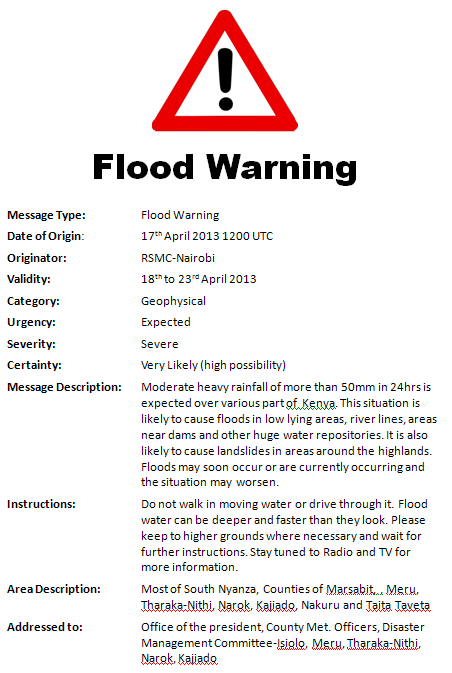 Flood Warning
Message Type: Flood Warning
Date of Origin: 17th April 2013 1200 UTC
Originator: RSMC-Nairobi
Validity: 18th to 23rd April 2013
Category: Geophysical
Urgency: Expected
Severity: Severe
Certainty: Very Likely (high possibility)
Message Description: Moderate heavy rainfall of more than 50mm in 24hrs is
expected over various part of Kenya. This situation is
likely to cause floods in low lying areas, river lines, areas
near dams and other huge water repositories. It is also
likely to cause landslides in areas around the highlands.
Floods may soon occur or are currently occurring and
the situation may worsen.
Instructions: Do not walk in moving water or drive through it. Flood
water can be deeper and faster than they look. Please
keep to higher grounds where necessary and wait for
further instructions. Stay tuned to Radio and TV for
more information.
Area Description: Most of South Nyanza, Counties of Marsabit, , Meru,
Tharaka-Nithi, Narok, Kajiado, Nakuru and Taita Taveta
Addressed to: Office of the president, County Met. Officers, Disaster
Management Committee-Isiolo, Meru, Tharaka-Nithi,
Narok, Kajiado